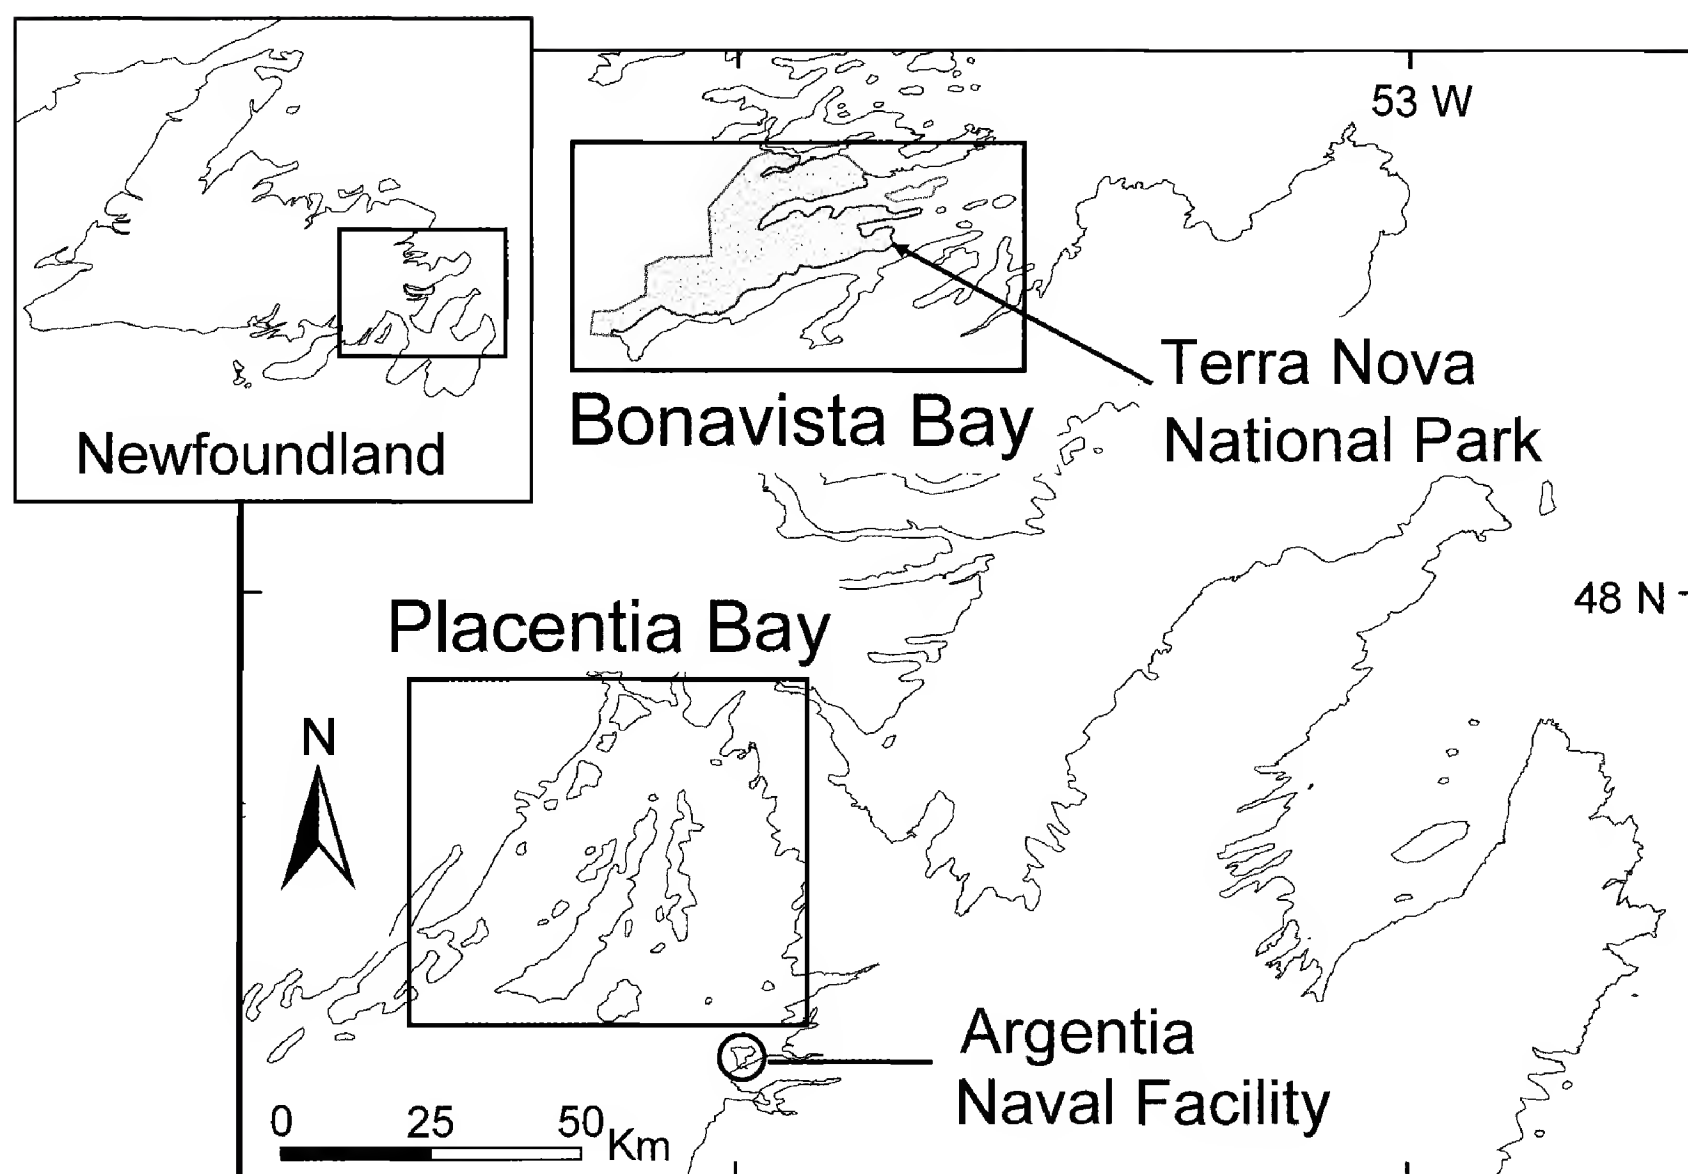 53 W
Newfoundland
Bonavista Bay
Terra Nova
National Park
48 N
Placentia Bay
N
Argentia
Naval Facility
0 25 50 Km